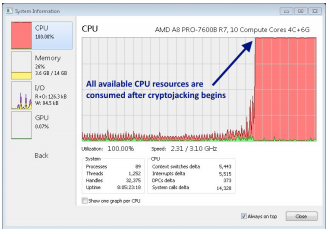 System Information
CPU
100.00%
Memory
26%
3.6 GB / 14 GB
I/O
R+O: 126.3 kB
W: 94.5 kB
GPU
0.07%
Back
CPU
AMD A8 PRO-7600B R7, 10 Compute Cores 4C+6G
All available CPU resources are
consumed after cryptojacking begins
Utilization: 100.00% Speed: 2.31 / 3.10 GHz
System
Processes 89
Threads 1,252
Handles 32,375
Uptime 8:05:23:18
CPU
Context switches delta 5,443
Interrupts delta 5,515
DPCs delta 373
System calls delta 14,328
Show one graph per CPU
Always on top
Close